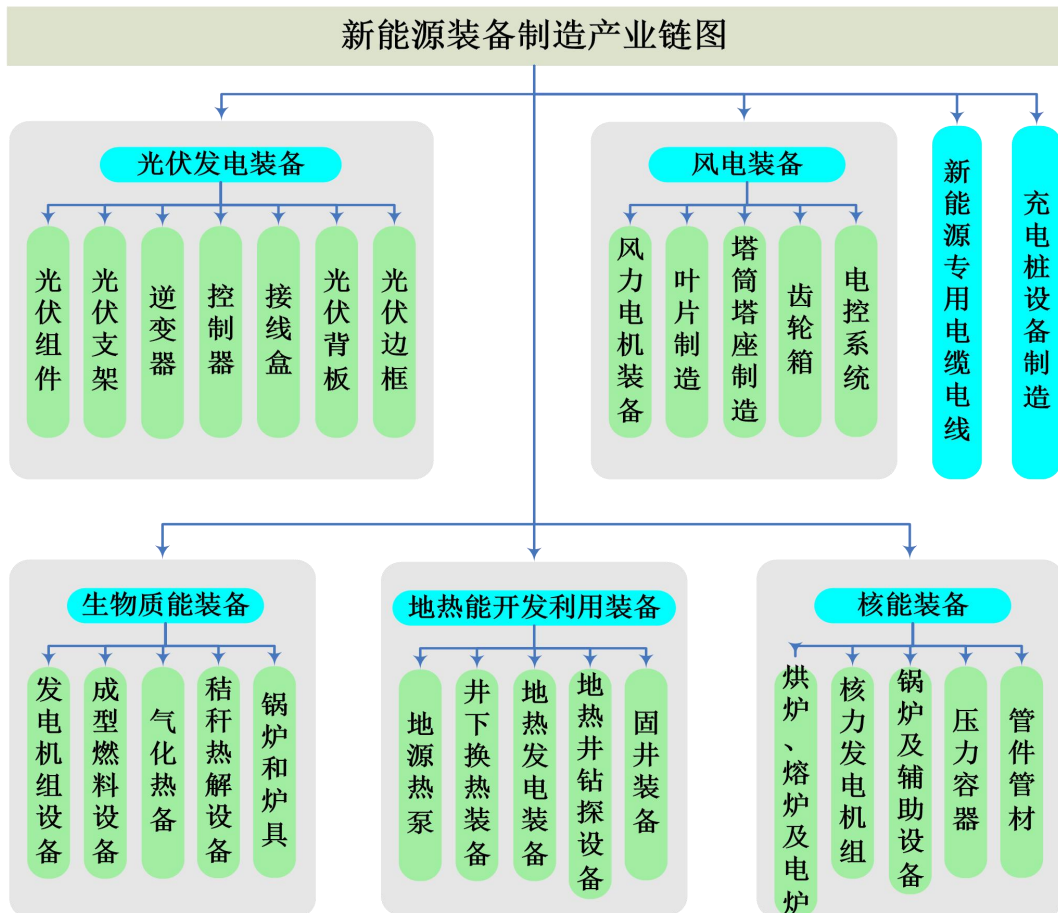 新能源装备制造产业链图
光伏发电装备
光伏组件
光伏支架
逆变器
控制器
接线盒
光伏背板
光伏边框
风电装备
风力电机装备
叶片制造
塔筒塔座制造
齿轮箱
电控系统
新能源专用电缆电线
充电桩设备制造
生物质能装备
发电机组设备
成型燃料设备
气化热备
秸秆热解设备
锅炉和炉具
地热能开发利用装备
地源热泵
井下换热装备
地热发电装备
地热井钻探设备
固井装备
核能装备
烘炉、熔炉及电炉
核力发电机组
锅炉及辅助设备
压力容器
管件管材